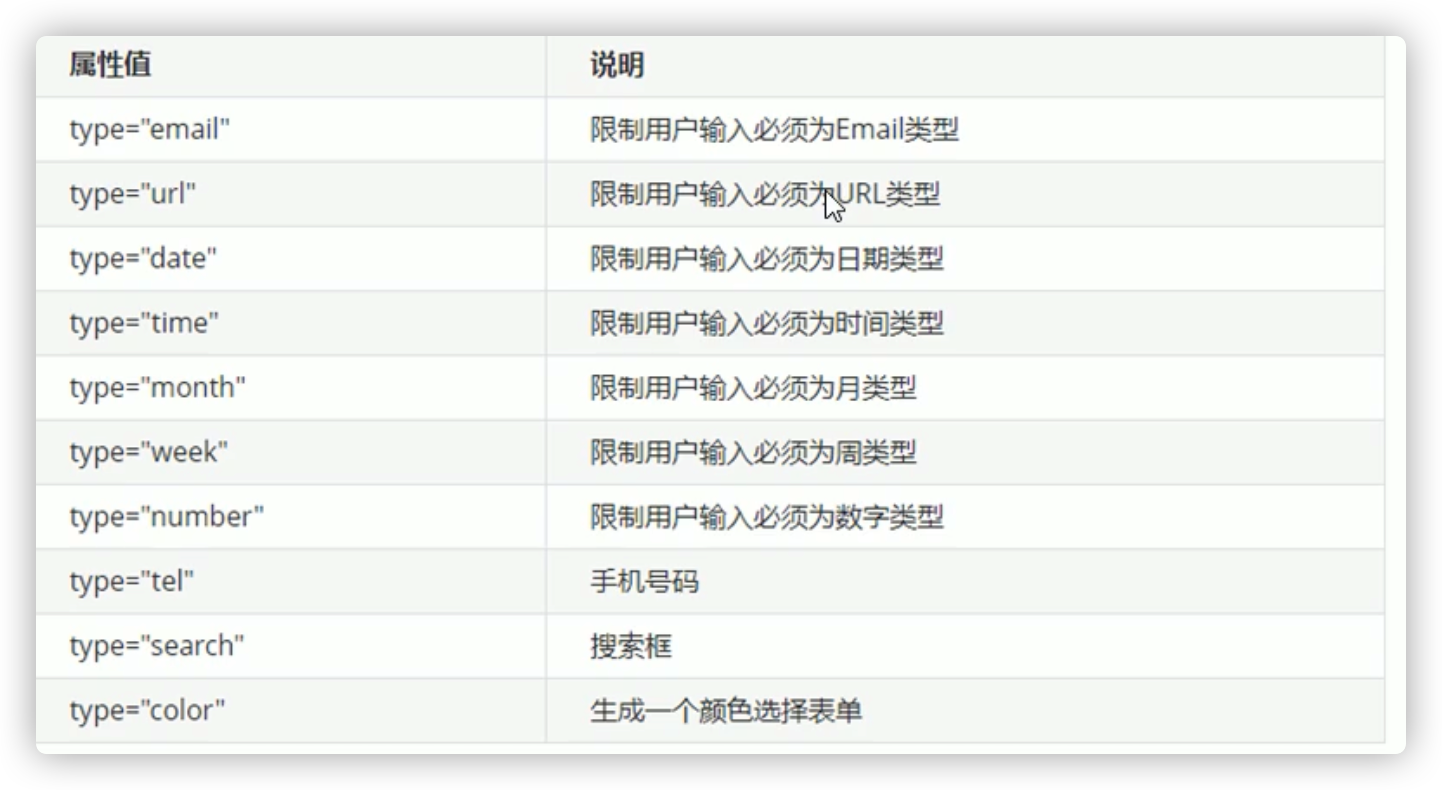 属性值 说明
type="email" 限制用户输入必须为Email类型
type="url" 限制用户输入必须为URL类型
type="date" 限制用户输入必须为日期类型
type="time" 限制用户输入必须为时间类型
type="month" 限制用户输入必须为月类型
type="week" 限制用户输入必须为周类型
type="number" 限制用户输入必须为数字类型
type="tel" 手机号码
type="search" 搜索框
type="color" 生成一个颜色选择表单